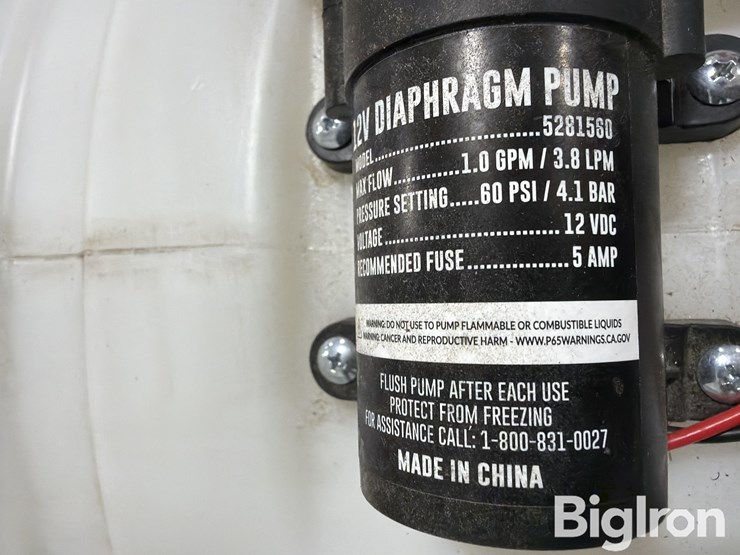 12V DIAPHRAGM PUMP
MODEL..............................5281560
MAX FLOW............1.0 GPM / 3.8 LPM
PRESSURE SETTING.....60 PSI / 4.1 BAR
VOLTAGE.............................. 12 VDC
RECOMMENDED FUSE.................. 5 AMP
WARNING: DO NOT USE TO PUMP FLAMMABLE OR COMBUSTIBLE LIQUIDS
WARNING: CANCER AND REPRODUCTIVE HARM - WWW.P65WARNINGS.CA.GOV
FLUSH PUMP AFTER EACH USE
PROTECT FROM FREEZING
FOR ASSISTANCE CALL: 1-800-831-0027
MADE IN CHINA
BigIron